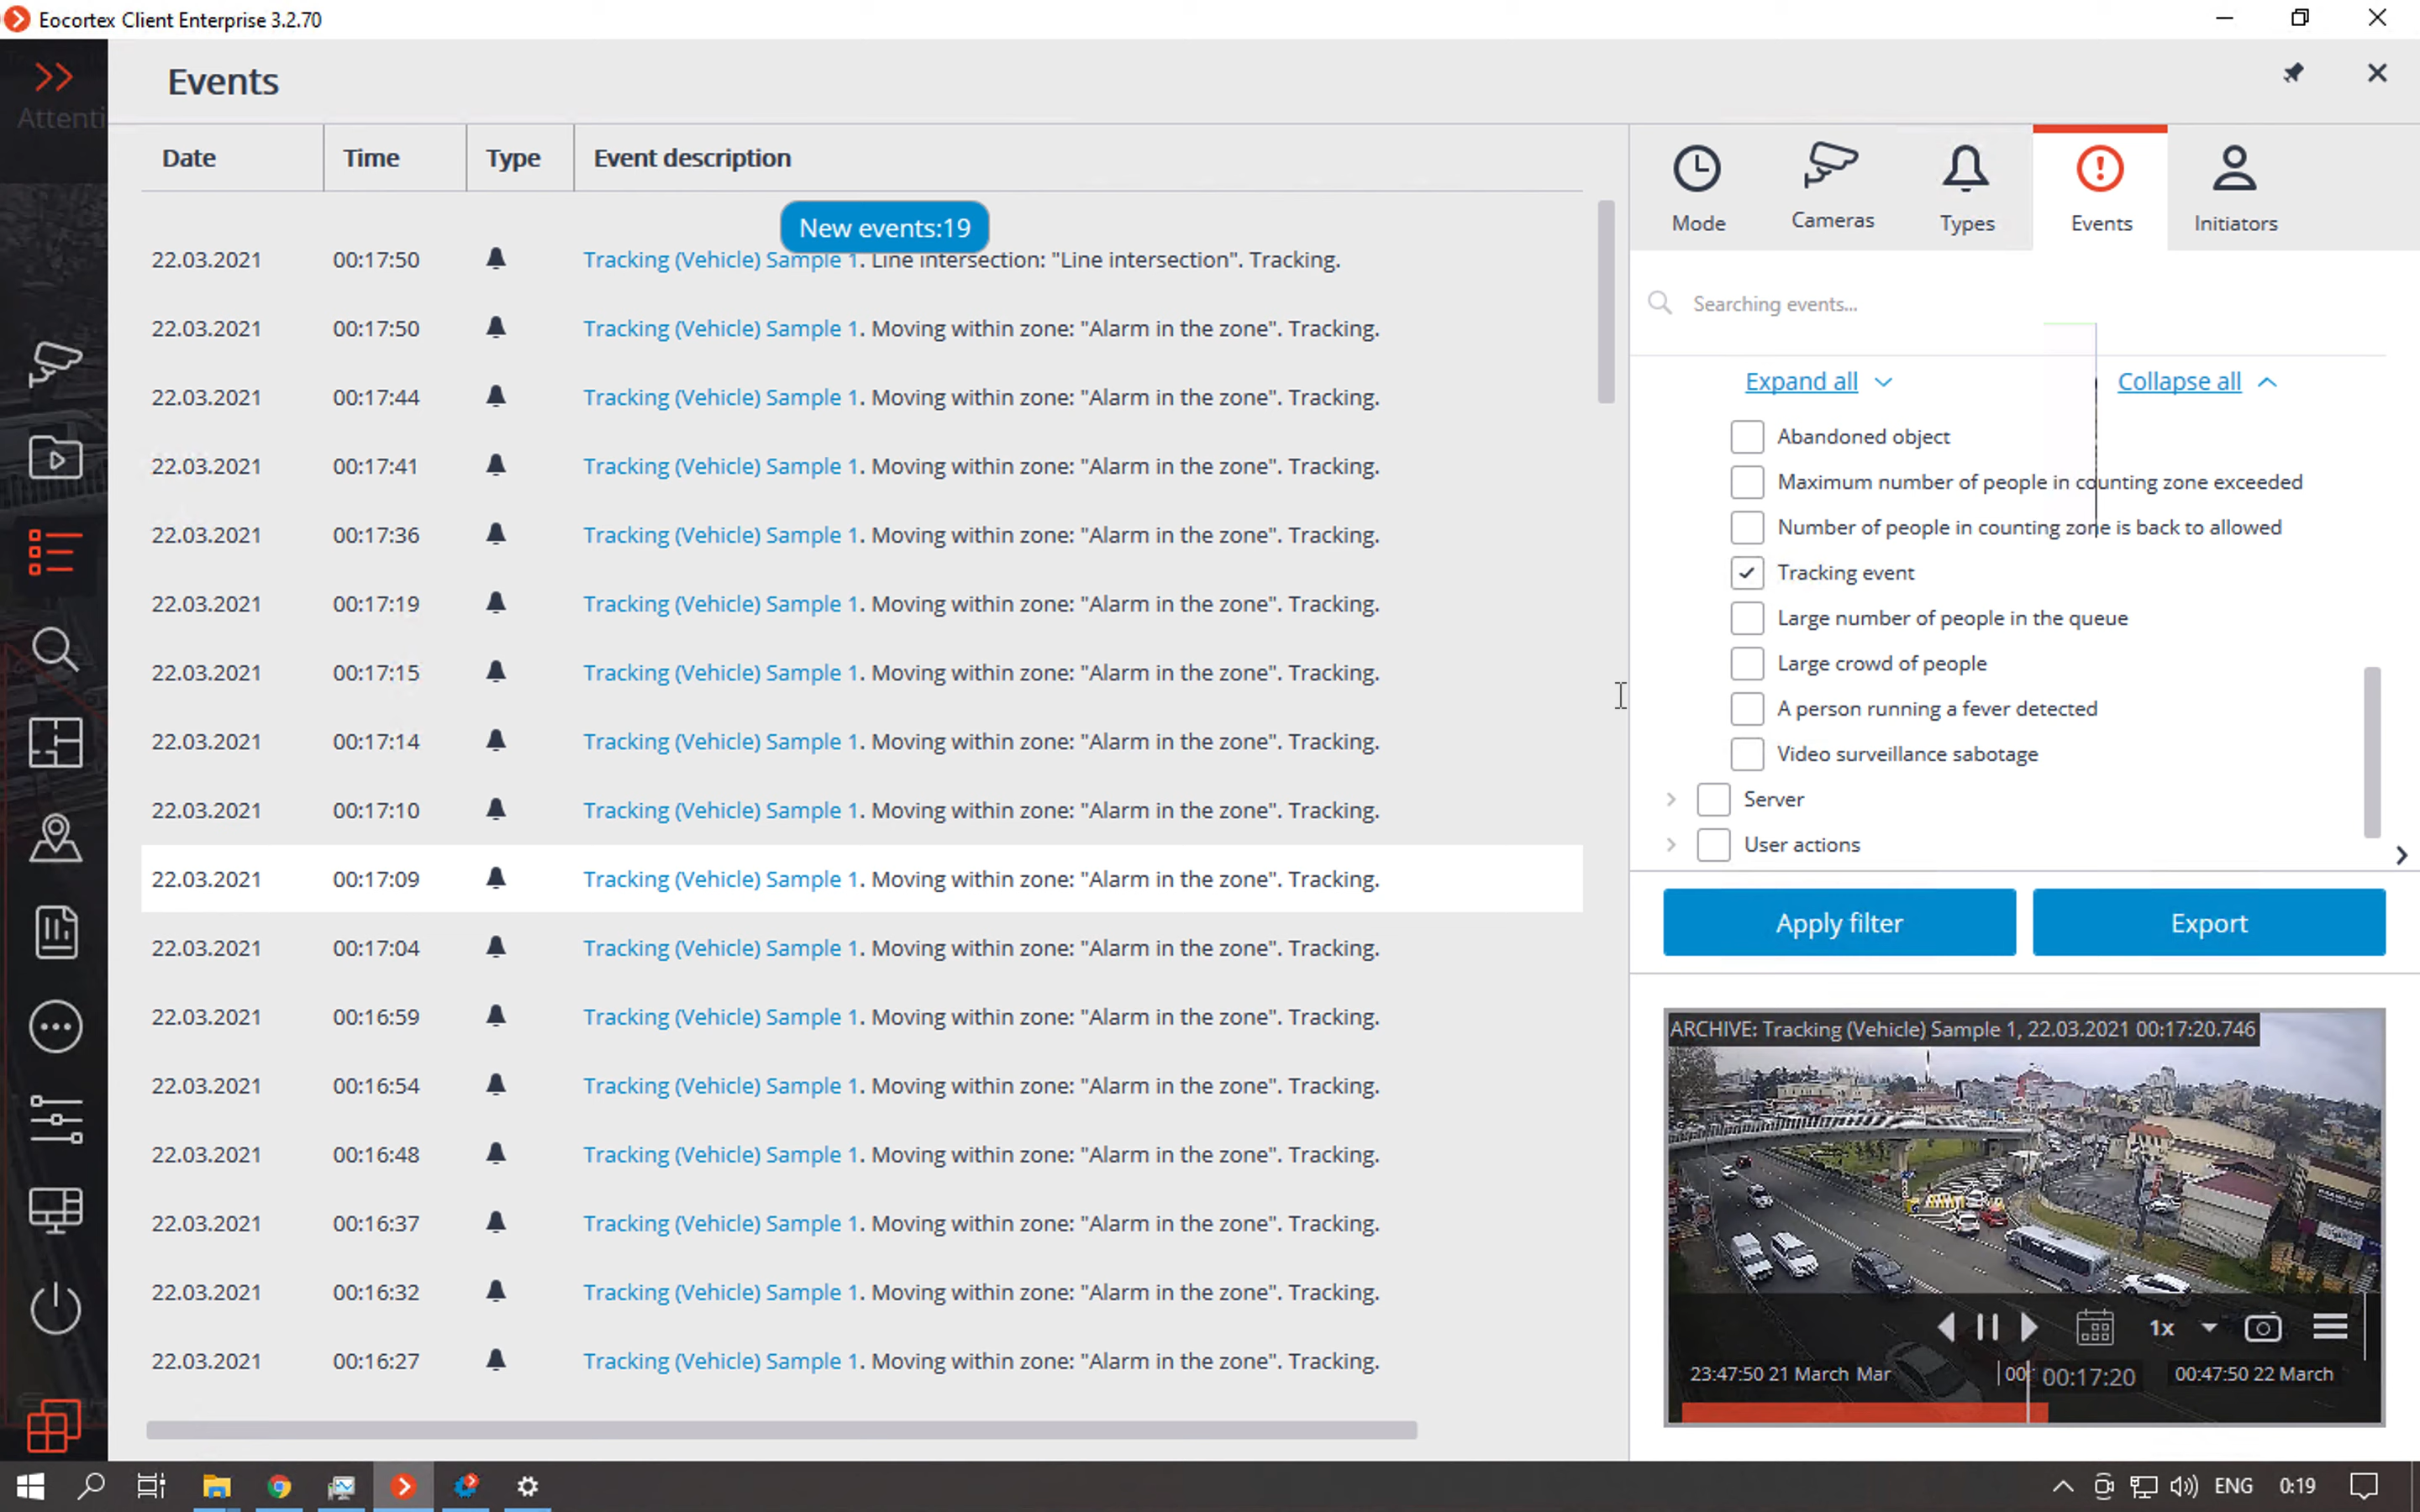 Eocortex Client Enterprise 3.2.70
Attenti
Events
Date Time Type Event description
New events:19
22.03.2021 00:17:50 Tracking (Vehicle) Sample 1. Line intersection: "Line intersection". Tracking.
22.03.2021 00:17:50 Tracking (Vehicle) Sample 1. Moving within zone: "Alarm in the zone". Tracking.
22.03.2021 00:17:44 Tracking (Vehicle) Sample 1. Moving within zone: "Alarm in the zone". Tracking.
22.03.2021 00:17:41 Tracking (Vehicle) Sample 1. Moving within zone: "Alarm in the zone". Tracking.
22.03.2021 00:17:36 Tracking (Vehicle) Sample 1. Moving within zone: "Alarm in the zone". Tracking.
22.03.2021 00:17:19 Tracking (Vehicle) Sample 1. Moving within zone: "Alarm in the zone". Tracking.
22.03.2021 00:17:15 Tracking (Vehicle) Sample 1. Moving within zone: "Alarm in the zone". Tracking.
22.03.2021 00:17:14 Tracking (Vehicle) Sample 1. Moving within zone: "Alarm in the zone". Tracking.
22.03.2021 00:17:10 Tracking (Vehicle) Sample 1. Moving within zone: "Alarm in the zone". Tracking.
22.03.2021 00:17:09 Tracking (Vehicle) Sample 1. Moving within zone: "Alarm in the zone". Tracking.
22.03.2021 00:17:04 Tracking (Vehicle) Sample 1. Moving within zone: "Alarm in the zone". Tracking.
22.03.2021 00:16:59 Tracking (Vehicle) Sample 1. Moving within zone: "Alarm in the zone". Tracking.
22.03.2021 00:16:54 Tracking (Vehicle) Sample 1. Moving within zone: "Alarm in the zone". Tracking.
22.03.2021 00:16:48 Tracking (Vehicle) Sample 1. Moving within zone: "Alarm in the zone". Tracking.
22.03.2021 00:16:37 Tracking (Vehicle) Sample 1. Moving within zone: "Alarm in the zone". Tracking.
22.03.2021 00:16:32 Tracking (Vehicle) Sample 1. Moving within zone: "Alarm in the zone". Tracking.
22.03.2021 00:16:27 Tracking (Vehicle) Sample 1. Moving within zone: "Alarm in the zone". Tracking.
Mode Cameras Types Events Initiators
Searching events...
Expand all Collapse all
Abandoned object
Maximum number of people in counting zone exceeded
Number of people in counting zone is back to allowed
Tracking event
Large number of people in the queue
Large crowd of people
A person running a fever detected
Video surveillance sabotage
Server
User actions
Apply filter Export
ARCHIVE: Tracking (Vehicle) Sample 1, 22.03.2021 00:17:20.746
1x
23:47:50 21 March Mar 00: 00:17:20 00:47:50 22 March
ENG 0:19